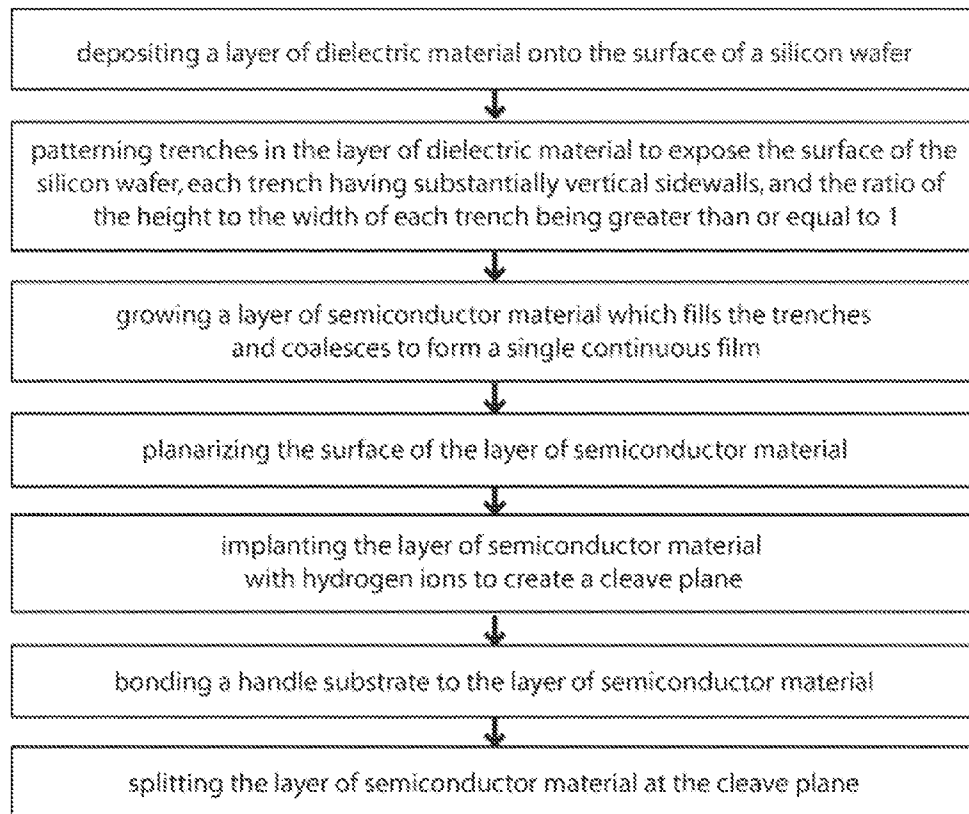 depositing a layer of dielectric material onto the surface of a silicon wafer
patterning trenches in the layer of dielectric material to expose the surface of the
silicon wafer, each trench having substantially vertical sidewalls, and the ratio of
the height to the width of each trench being greater than or equal to 1
growing a layer of semiconductor material which fills the trenches
and coalesces to form a single continuous film
planarizing the surface of the layer of semiconductor material
implanting the layer of semiconductor material
with hydrogen ions to create a cleave plane
bonding a handle substrate to the layer of semiconductor material
splitting the layer of semiconductor material at the cleave plane